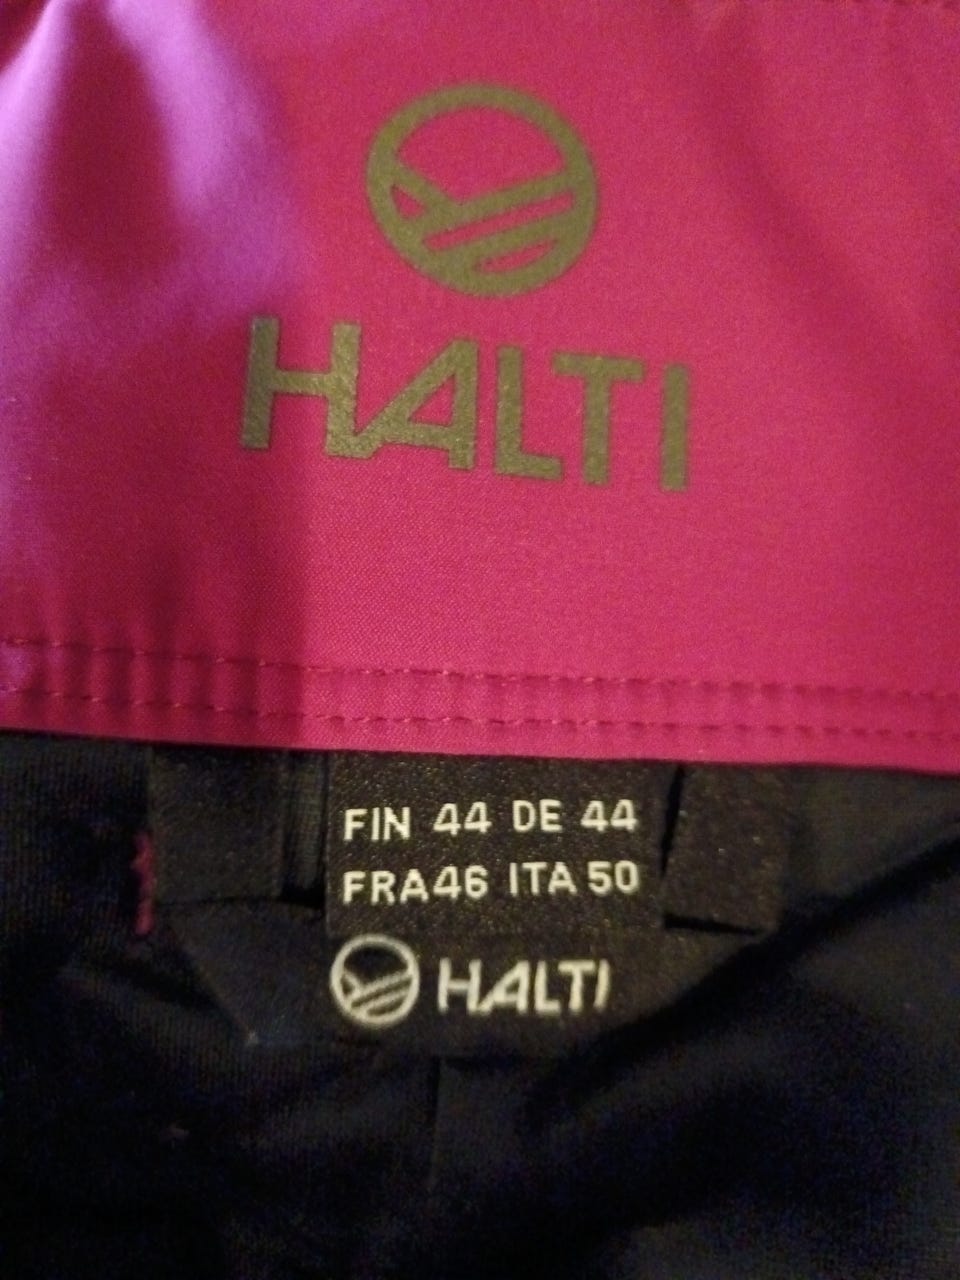 HALTI
FIN 44 DE 44
FRA46 ITA 50
HALTI